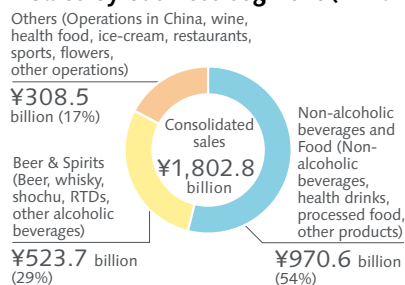 Others (Operations in China, wine,
health food, ice-cream, restaurants,
sports, flowers,
other operations)
¥308.5
billion (17%)
Consolidated
sales
¥1,802.8
billion
Non-alcoholic
beverages and
Food (Non-
alcoholic
beverages,
health drinks,
processed food,
other products)
¥970.6 billion
(54%)
Beer & Spirits
(Beer, whisky,
shochu, RTDs,
other alcoholic
beverages)
¥523.7 billion
(29%)